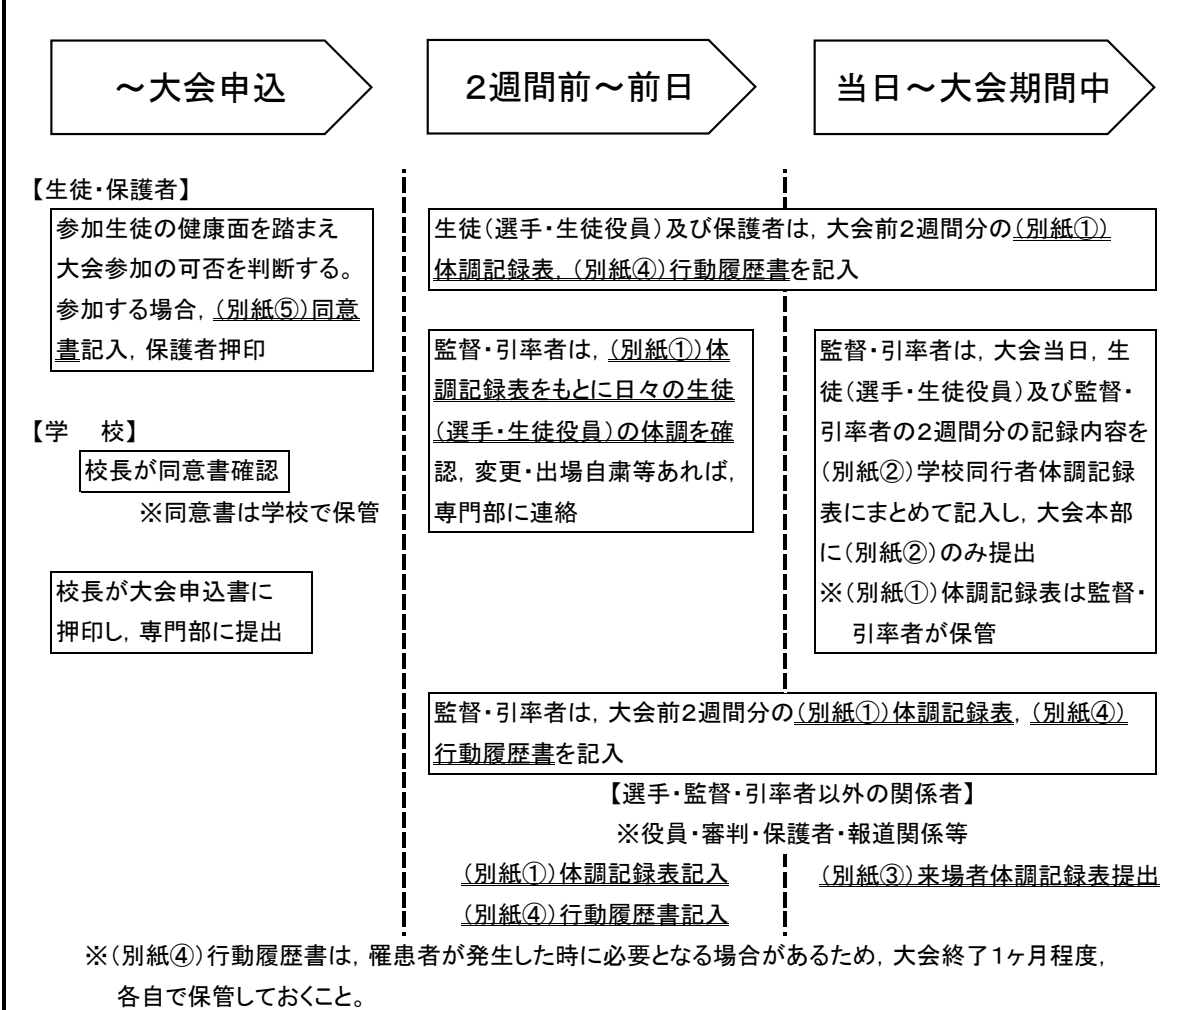 ～大会申込
２週間前～前日
当日～大会期間中
【生徒・保護者】
参加生徒の健康面を踏まえ
大会参加の可否を判断する。
参加する場合，（別紙⑤）同意
書記入，保護者押印
生徒（選手・生徒役員）及び保護者は，大会前２週間分の（別紙①）
体調記録表，（別紙④）行動履歴書を記入
監督・引率者は，（別紙①）体
調記録表をもとに日々の生徒
（選手・生徒役員）の体調を確
認，変更・出場自粛等あれば，
専門部に連絡
監督・引率者は，大会当日，生
徒（選手・生徒役員）及び監督・
引率者の２週間分の記録内容を
（別紙②）学校同行者体調記録
表にまとめて記入し，大会本部
に（別紙②）のみ提出
※（別紙①）体調記録表は監督・
引率者が保管
【学　校】
校長が同意書確認
※同意書は学校で保管
校長が大会申込書に
押印し，専門部に提出
監督・引率者は，大会前２週間分の（別紙①）体調記録表，（別紙④）
行動履歴書を記入
【選手・監督・引率者以外の関係者】
※役員・審判・保護者・報道関係等
（別紙①）体調記録表記入
（別紙④）行動履歴書記入
（別紙③）来場者体調記録表提出
※（別紙④）行動履歴書は，罹患者が発生した時に必要となる場合があるため，大会終了１ヶ月程度，
各自で保管しておくこと。